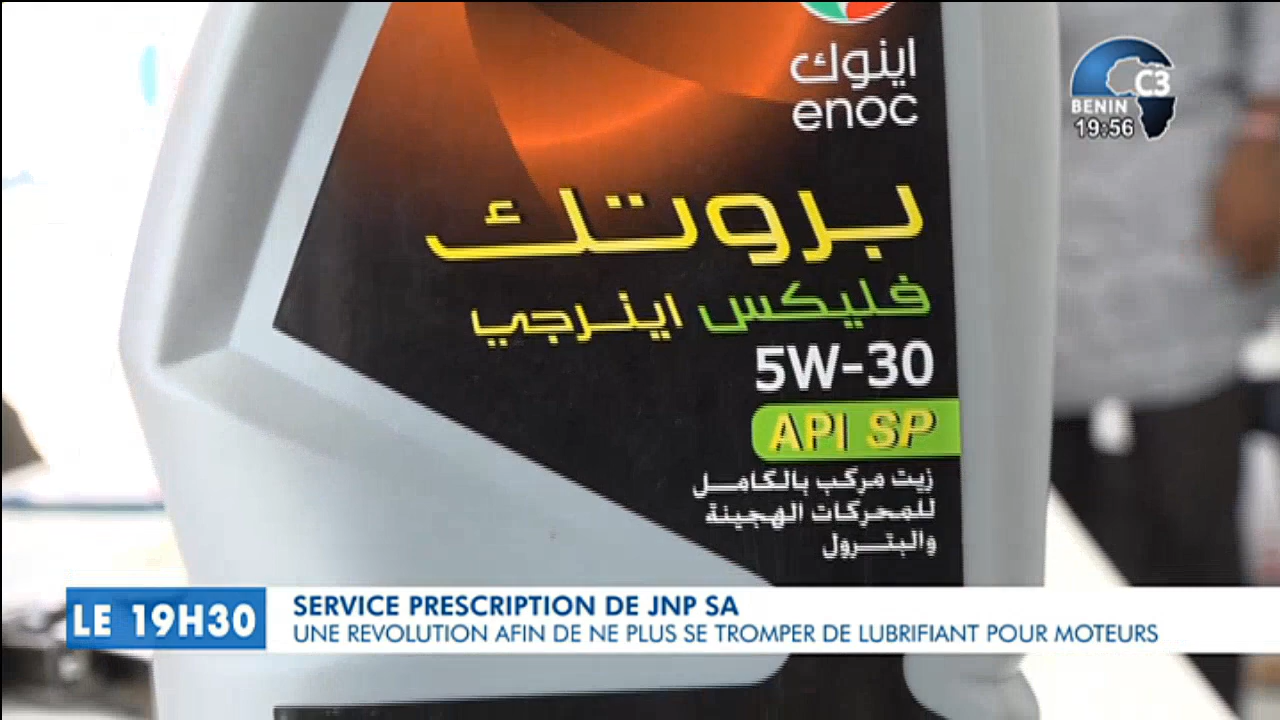 اينوك
enoc
C3
BENIN
19:56
بروتك
فليكس اينرجي
5W-30
API SP
زيت مركب بالكامل
للمحركات الهجينة
والبترول
LE 19H30
SERVICE PRESCRIPTION DE JNP SA
UNE REVOLUTION AFIN DE NE PLUS SE TROMPER DE LUBRIFIANT POUR MOTEURS